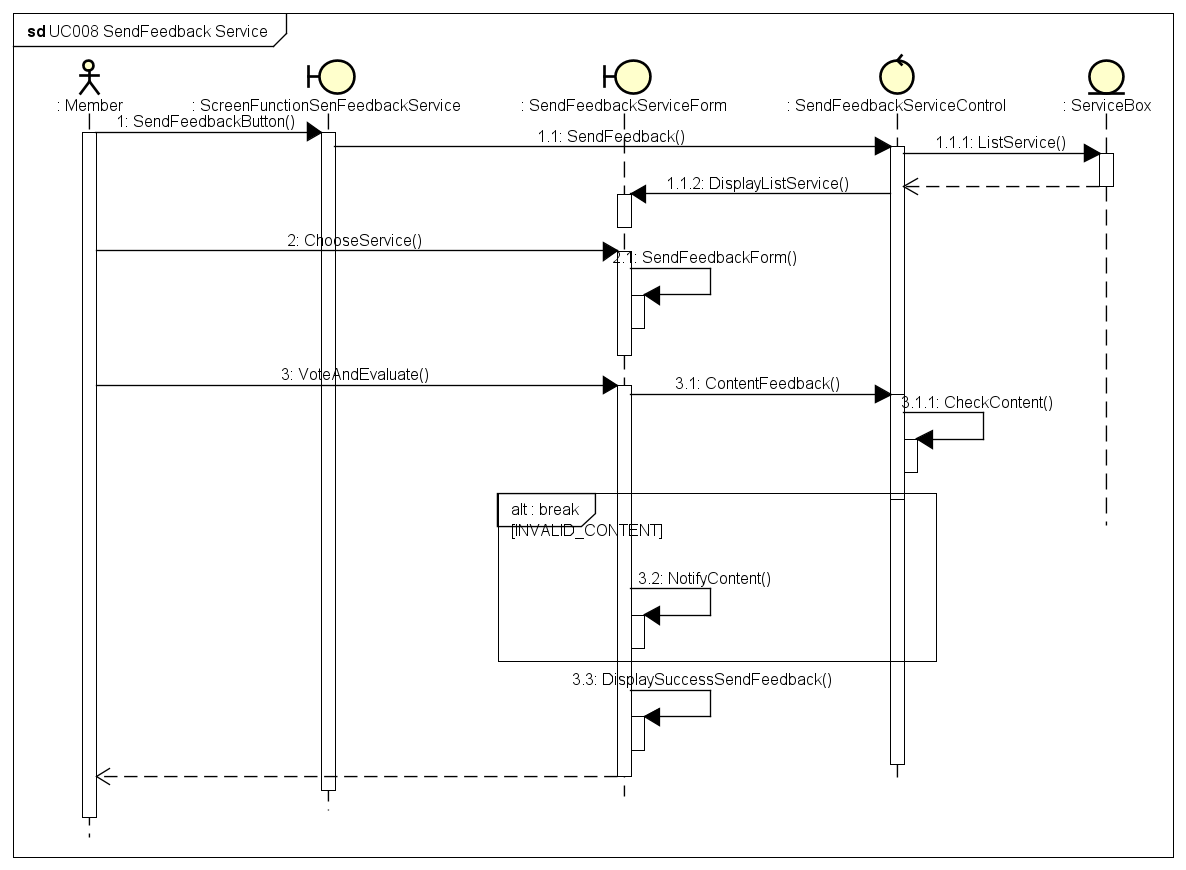 sd UC008 SendFeedback Service
: Member
: ScreenFunctionSenFeedbackService
: SendFeedbackServiceForm
: SendFeedbackServiceControl
: ServiceBox
1: SendFeedbackButton()
1.1: SendFeedback()
1.1.1: ListService()
1.1.2: DisplayListService()
2: ChooseService()
2.1: SendFeedbackForm()
3: VoteAndEvaluate()
3.1: ContentFeedback()
3.1.1: CheckContent()
alt : break
[INVALID_CONTENT]
3.2: NotifyContent()
3.3: DisplaySuccessSendFeedback()